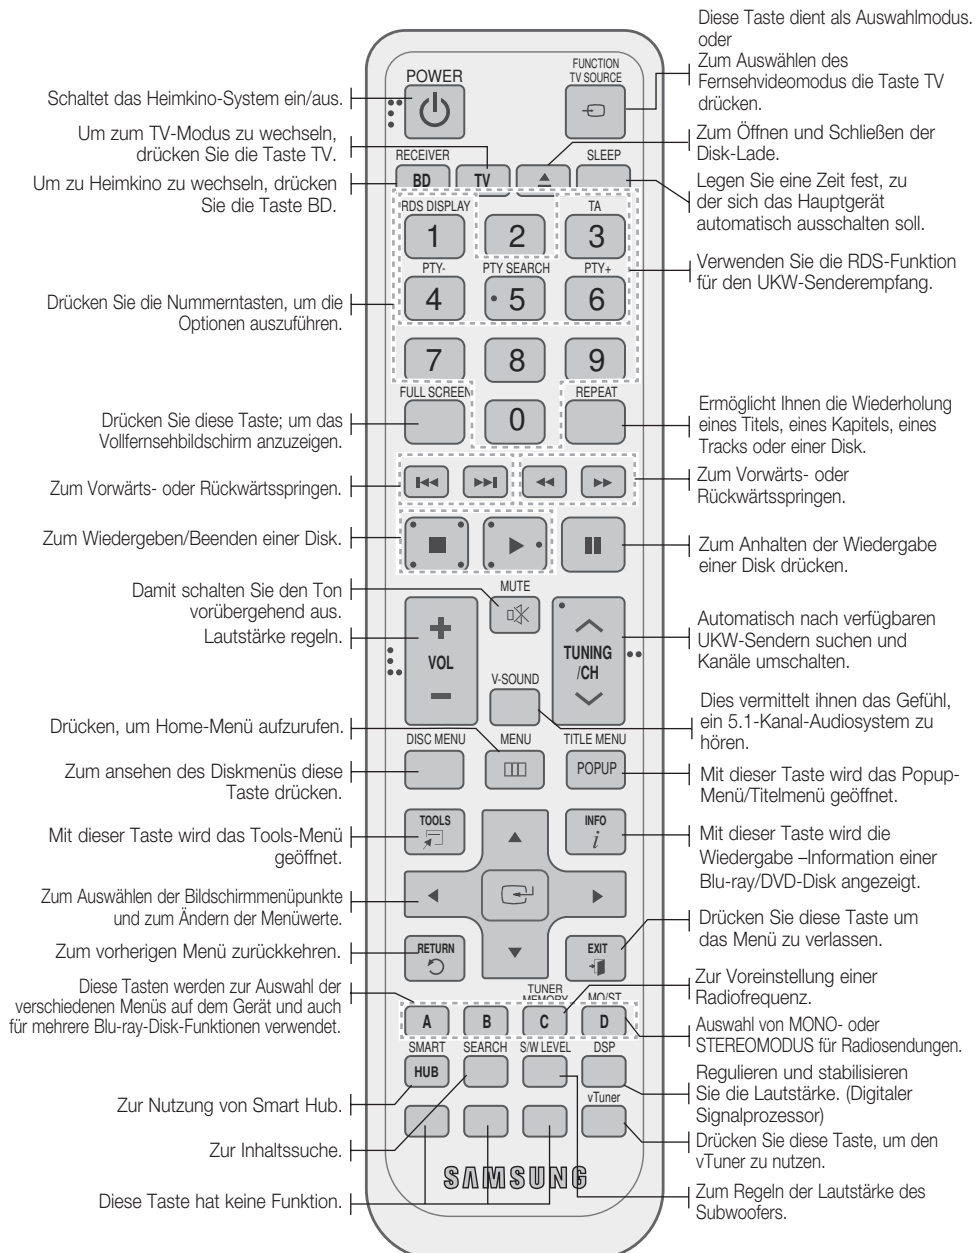 Diese Taste dient als Auswahlmodus.
oder
Zum Auswählen des
Fernsehvideomodus die Taste TV
drücken.
FUNCTION
TV SOURCE
POWER
Schaltet das Heimkino-System ein/aus.
Um zum TV-Modus zu wechseln,
drücken Sie die Taste TV.
Zum Öffnen und Schließen der
Disk-Lade.
RECEIVER
SLEEP
BD
TV
Um zu Heimkino zu wechseln, drücken
Sie die Taste BD.
Legen Sie eine Zeit fest, zu
der sich das Hauptgerät
automatisch ausschalten soll.
RDS DISPLAY
TA
1
2
3
Verwenden Sie die RDS-Funktion
für den UKW-Senderempfang.
PTY-
PTY SEARCH
PTY+
4
5
6
Drücken Sie die Nummerntasten, um die
Optionen auszuführen.
7
8
9
FULL SCREEN
REPEAT
0
Drücken Sie diese Taste; um das
Vollfernsehbildschirm anzuzeigen.
Ermöglicht Ihnen die Wiederholung
eines Titels, eines Kapitels, eines
Tracks oder einer Disk.
Zum Vorwärts- oder Rückwärtsspringen.
Zum Vorwärts- oder
Rückwärtsspringen.
Zum Wiedergeben/Beenden einer Disk.
Zum Anhalten der Wiedergabe
einer Disk drücken.
Damit schalten Sie den Ton
vorübergehend aus.
MUTE
Lautstärke regeln.
VOL
TUNING
/CH
Automatisch nach verfügbaren
UKW-Sendern suchen und
Kanäle umschalten.
V-SOUND
Dies vermittelt ihnen das Gefühl,
ein 5.1-Kanal-Audiosystem zu
hören.
Drücken, um Home-Menü aufzurufen.
DISC MENU
MENU
TITLE MENU
POPUP
Zum ansehen des Diskmenüs diese
Taste drücken.
Mit dieser Taste wird das Popup-
Menü/Titelmenü geöffnet.
TOOLS
INFO
i
Mit dieser Taste wird das Tools-Menü
geöffnet.
Mit dieser Taste wird die
Wiedergabe –Information einer
Blu-ray/DVD-Disk angezeigt.
Zum Auswählen der Bildschirmmenüpunkte
und zum Ändern der Menüwerte.
Drücken Sie diese Taste um
das Menü zu verlassen.
RETURN
EXIT
Zum vorherigen Menü zurückkehren.
Diese Tasten werden zur Auswahl der
verschiedenen Menüs auf dem Gerät und auch
für mehrere Blu-ray-Disk-Funktionen verwendet.
Zur Voreinstellung einer
Radiofrequenz.
TUNER
MEMORY
MO/ST
A
B
C
D
Auswahl von MONO- oder
STEREOMODUS für Radiosendungen.
SMART
SEARCH
S/W LEVEL
DSP
HUB
Regulieren und stabilisieren
Sie die Lautstärke. (Digitaler
Signalprozessor)
Zur Nutzung von Smart Hub.
vTuner
Drücken Sie diese Taste, um den
vTuner zu nutzen.
Zur Inhaltssuche.
SAMSUNG
Zum Regeln der Lautstärke des
Subwoofers.
Diese Taste hat keine Funktion.